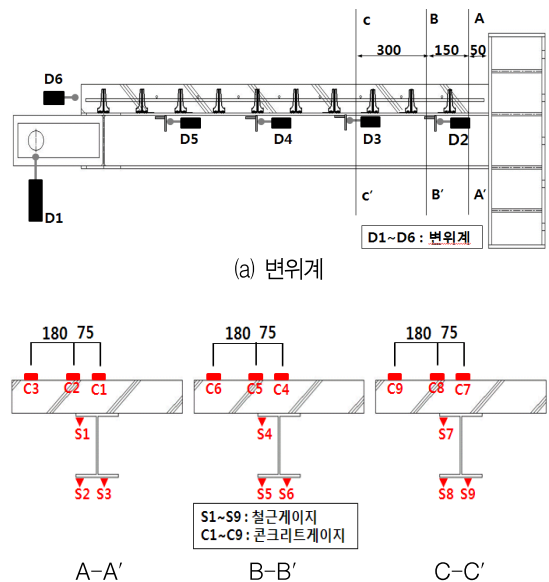 c B A
300 150 50
D6
D5 D4 D3 D2
c′ B′ A′
D1
D1~D6 : 변위계
(a) 변위계
180 75 180 75 180 75
C3 C2 C1 C6 C5 C4 C9 C8 C7
S1 S4 S7
S2 S3 S5 S6 S8 S9
S1~S9 : 철근게이지
C1~C9 : 콘크리트게이지
A-A′ B-B′ C-C′